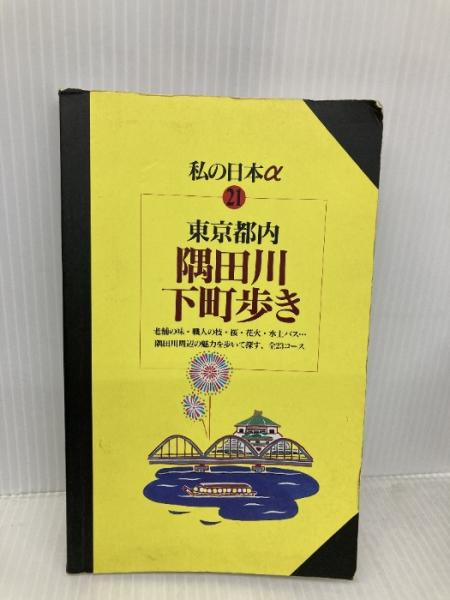 私の日本α
21
東京都内
隅田川
下町歩き
老舗の味・職人の技・桜・花火・水上バス…
隅田川周辺の魅力を歩いて探す、全23コース